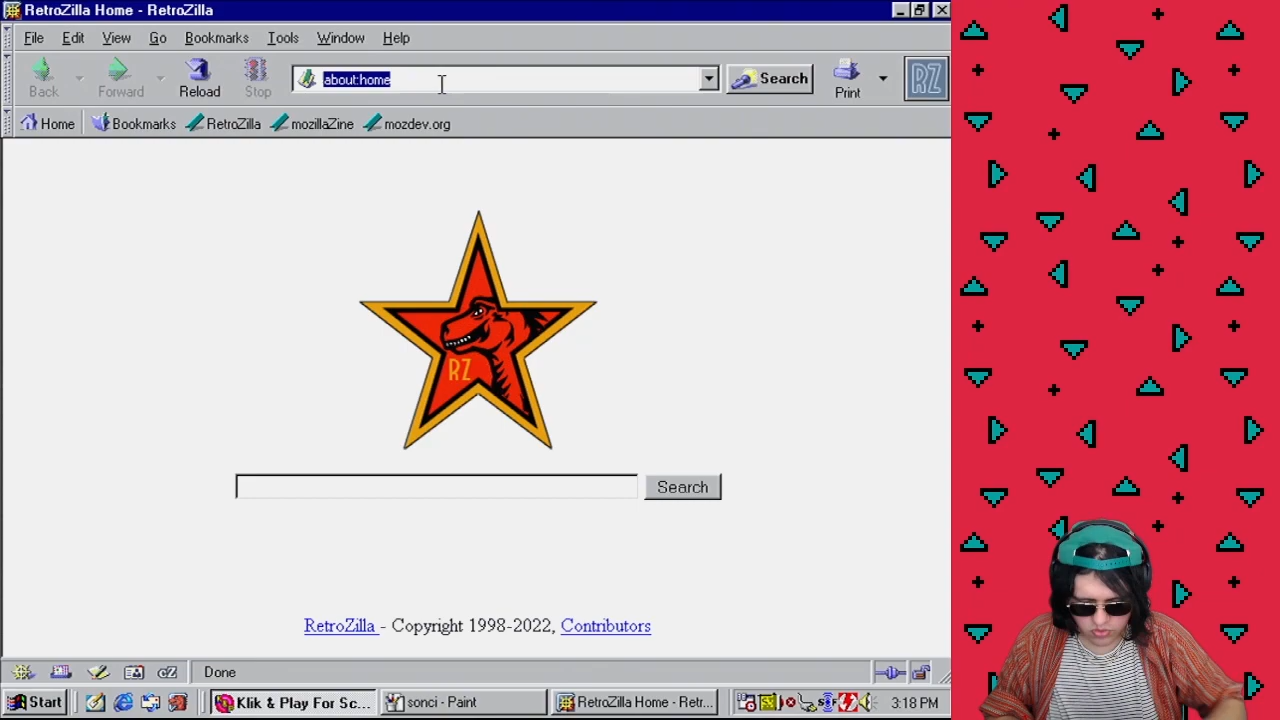 RetroZilla Home - RetroZilla
File Edit View Go Bookmarks Tools Window Help
Back Forward Reload Stop about:home Search Print RZ
Home Bookmarks RetroZilla mozillaZine mozdev.org
RZ
Search
RetroZilla - Copyright 1998-2022, Contributors
Done
Start Klik & Play For Sc... sonci - Paint RetroZilla Home - Retr... 3:18 PM